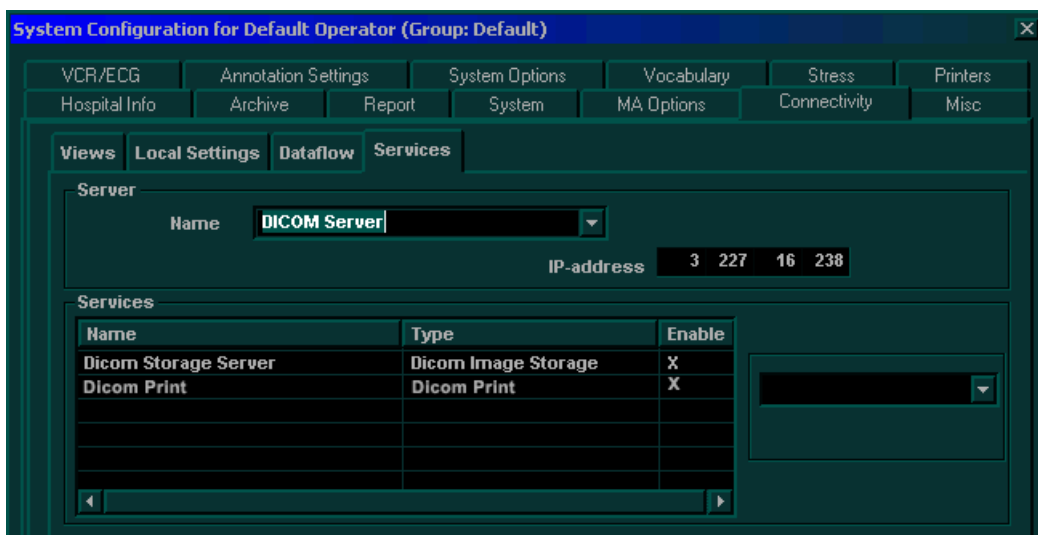 System Configuration for Default Operator (Group: Default)
VCR/ECG Annotation Settings System Options Vocabulary Stress Printers
Hospital Info Archive Report System MA Options Connectivity Misc
Views Local Settings Dataflow Services
Server
Name DICOM Server
IP-address 3 227 16 238
Services
Name Type Enable
Dicom Storage Server Dicom Image Storage X
Dicom Print Dicom Print X